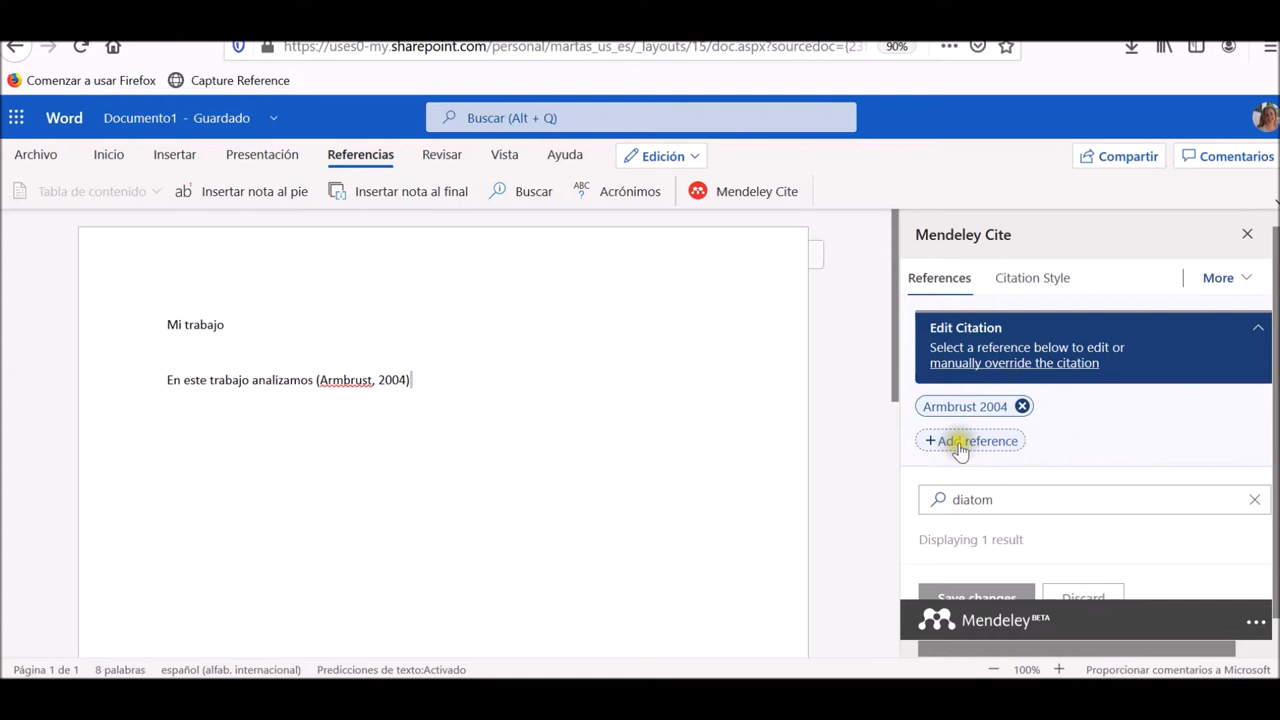 https://uses0-my.sharepoint.com/personal/martas_us_es/_layouts/15/doc.aspx?sourcedoc={23
90%
Comenzar a usar Firefox
Capture Reference
Word
Documento1 - Guardado
Buscar (Alt + Q)
Archivo
Inicio
Insertar
Presentación
Referencias
Revisar
Vista
Ayuda
Edición
Compartir
Comentarios
Tabla de contenido
ab Insertar nota al pie
Insertar nota al final
Buscar
ABC ? Acrónimos
Mendeley Cite
Mendeley Cite
References
Citation Style
More
Edit Citation
Select a reference below to edit or
manually override the citation
Armbrust 2004
+ Add reference
diatom
Displaying 1 result
Save changes
Discard
Mendeley BETA
Mi trabajo
En este trabajo analizamos (Armbrust, 2004)
Página 1 de 1
8 palabras
español (alfab. internacional)
Predicciones de texto:Activado
100%
Proporcionar comentarios a Microsoft